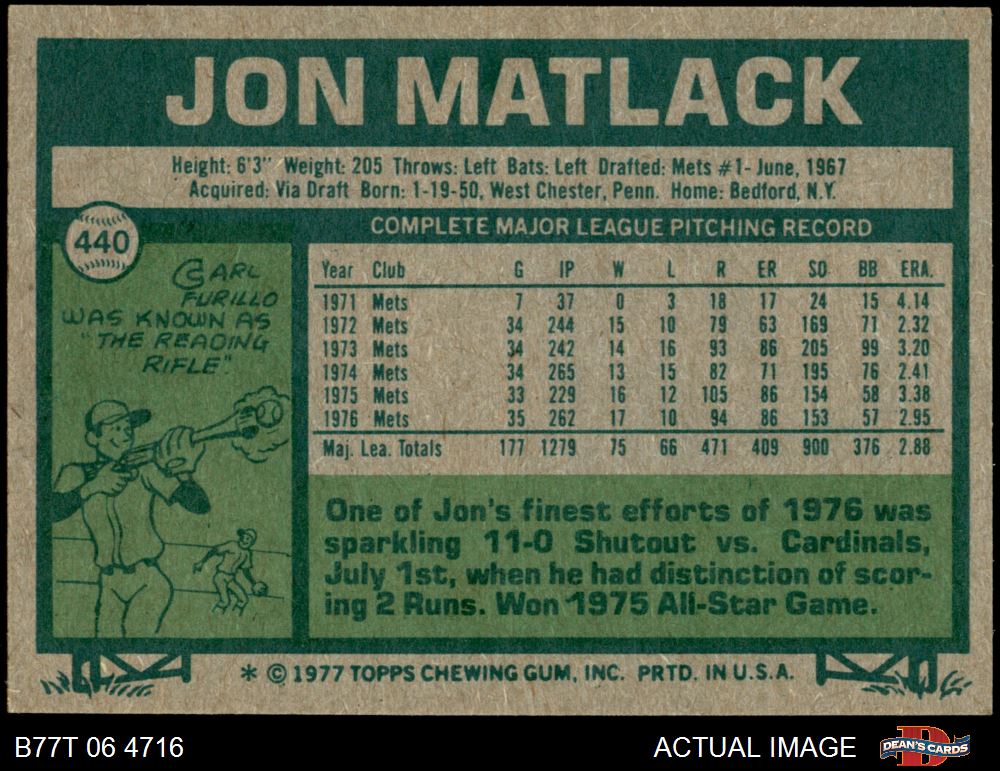 JON MATLACK
Height: 6'3" Weight: 205 Throws: Left Bats: Left Drafted: Mets #1-June, 1967
Acquired: Via Draft Born: 1-19-50, West Chester, Penn. Home: Bedford, N.Y.
440
CARL
FURILLO
WAS KNOWN AS
"THE READING
RIFLE".
COMPLETE MAJOR LEAGUE PITCHING RECORD
Year Club G IP W L R ER SO BB ERA.
1971 Mets 7 37 0 3 18 17 24 15 4.14
1972 Mets 34 244 15 10 79 63 169 71 2.32
1973 Mets 34 242 14 16 93 86 205 99 3.20
1974 Mets 34 265 13 15 82 71 195 76 2.41
1975 Mets 33 229 16 12 105 86 154 58 3.38
1976 Mets 35 262 17 10 94 86 153 57 2.95
Maj. Lea. Totals 177 1279 75 66 471 409 900 376 2.88
One of Jon's finest efforts of 1976 was
sparkling 11-0 Shutout vs. Cardinals,
July 1st, when he had distinction of scor-
ing 2 Runs. Won 1975 All-Star Game.
* © 1977 TOPPS CHEWING GUM, INC. PRTD. IN U.S.A.
B77T 06 4716
ACTUAL IMAGE
DEAN'S CARDS